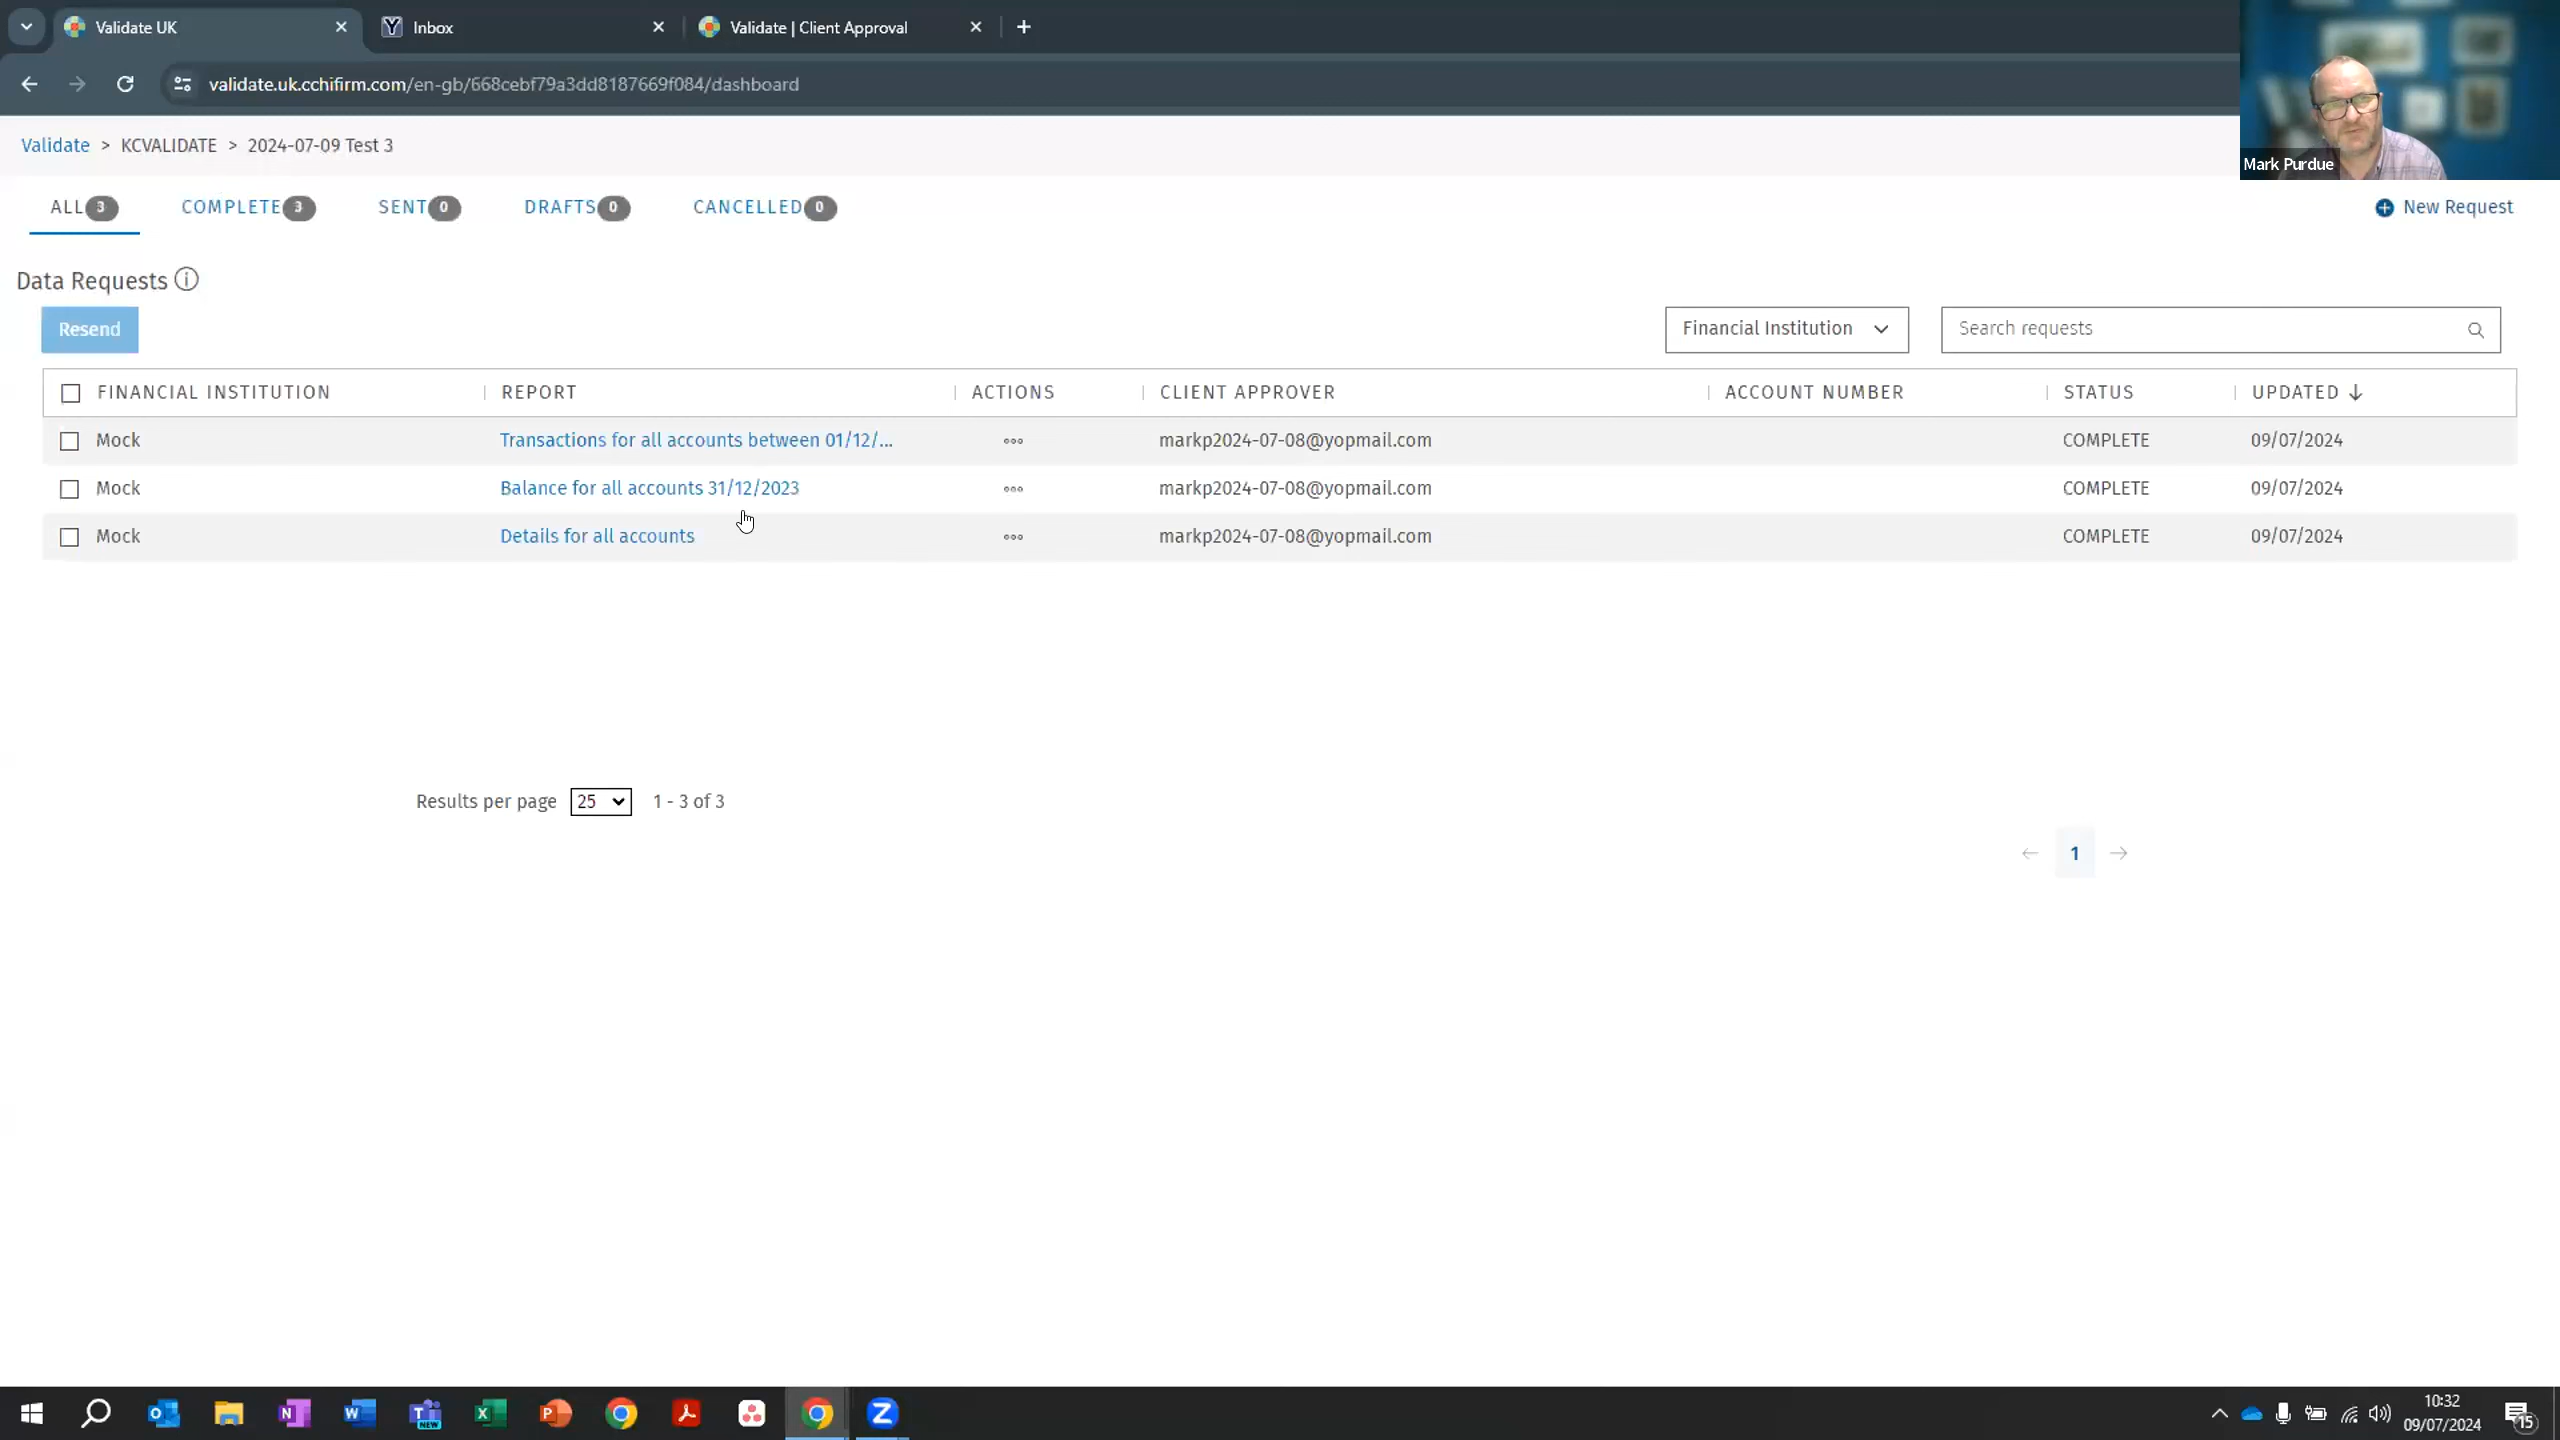 Validate UK
Inbox
Validate | Client Approval
validate.uk.cchifirm.com/en-gb/668cebf79a3dd8187669f084/dashboard
Mark Purdue
Validate > KCVALIDATE > 2024-07-09 Test 3
ALL 3 COMPLETE 3 SENT 0 DRAFTS 0 CANCELLED 0 New Request
Data Requests
Resend
Financial Institution
Search requests
FINANCIAL INSTITUTION REPORT ACTIONS CLIENT APPROVER ACCOUNT NUMBER STATUS UPDATED
Mock Transactions for all accounts between 01/12/... markp2024-07-08@yopmail.com COMPLETE 09/07/2024
Mock Balance for all accounts 31/12/2023 markp2024-07-08@yopmail.com COMPLETE 09/07/2024
Mock Details for all accounts markp2024-07-08@yopmail.com COMPLETE 09/07/2024
Results per page 25 1 - 3 of 3
1
10:32
09/07/2024
15